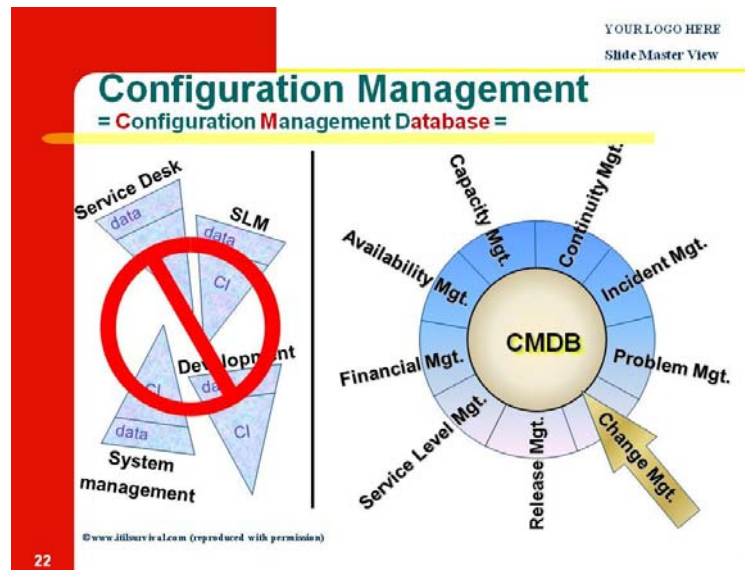 YOUR LOGO HERE
Slide Master View
Configuration Management
= Configuration Management Database =
Service Desk
data
SLM
data
CI
Development
data
CI
CI
data
System
management
Capacity Mgt.
Continuity Mgt.
Availability Mgt.
Incident Mgt.
Financial Mgt.
CMDB
Problem Mgt.
Service Level Mgt.
Release Mgt.
Change Mgt.
©www.itilsurvival.com (reproduced with permission)
22